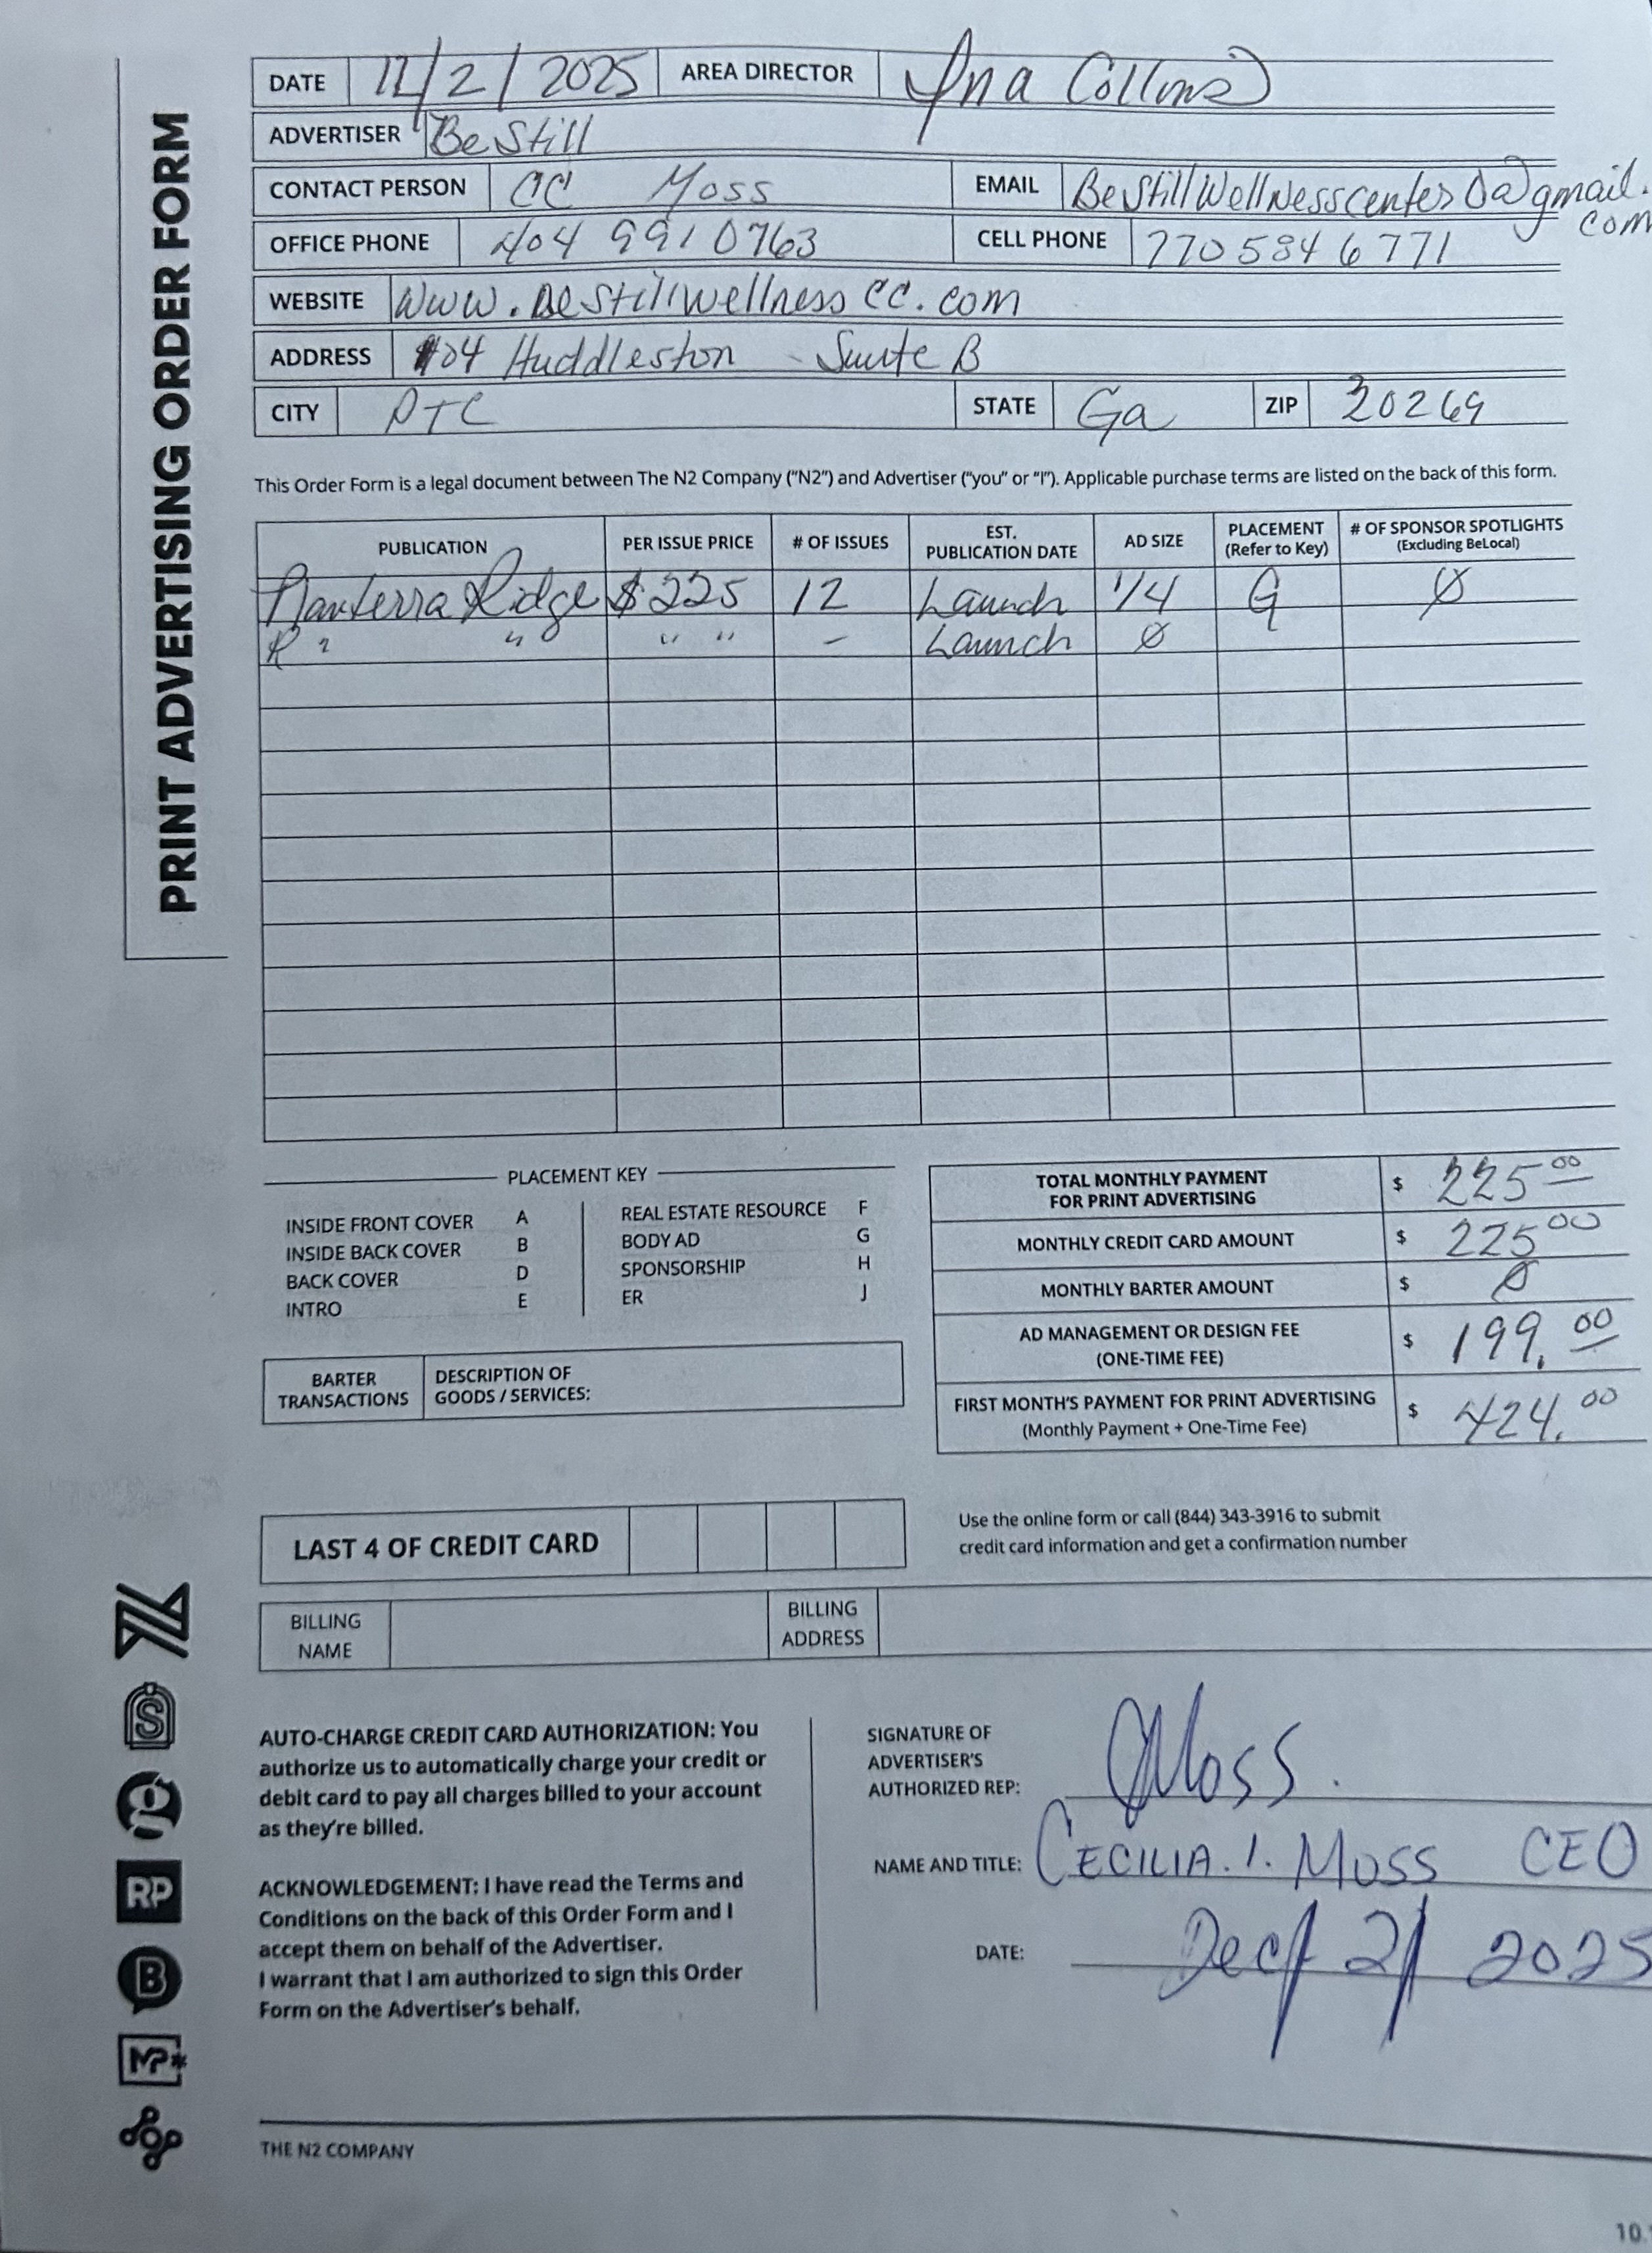 PRINT ADVERTISING ORDER FORM
DATE 12/2/2025 AREA DIRECTOR Ina Collins
ADVERTISER Be Still
CONTACT PERSON CC Moss EMAIL BeStillWellnesscenter@gmail.com
OFFICE PHONE 404 991 0763 CELL PHONE 770 584 6771
WEBSITE www.BeStillwellnessCC.com
ADDRESS 104 Huddleston - Suite B
CITY PTC STATE Ga ZIP 30269
This Order Form is a legal document between The N2 Company ("N2") and Advertiser ("you" or "I"). Applicable purchase terms are listed on the back of this form.
PUBLICATION PER ISSUE PRICE # OF ISSUES EST. PUBLICATION DATE AD SIZE PLACEMENT (Refer to Key) # OF SPONSOR SPOTLIGHTS (Excluding BeLocal)
Ridge $225 12 Launch 1/4 G Ø
" " " - Launch Ø
PLACEMENT KEY
INSIDE FRONT COVER A
INSIDE BACK COVER B
BACK COVER D
INTRO E
REAL ESTATE RESOURCE F
BODY AD G
SPONSORSHIP H
ER J
TOTAL MONTHLY PAYMENT FOR PRINT ADVERTISING $ 225 00
MONTHLY CREDIT CARD AMOUNT $ 225 00
MONTHLY BARTER AMOUNT $ Ø
AD MANAGEMENT OR DESIGN FEE (ONE-TIME FEE) $ 199. 00
FIRST MONTH'S PAYMENT FOR PRINT ADVERTISING (Monthly Payment + One-Time Fee) $ 424. 00
BARTER TRANSACTIONS DESCRIPTION OF GOODS / SERVICES:
LAST 4 OF CREDIT CARD
Use the online form or call (844) 343-3916 to submit
credit card information and get a confirmation number
BILLING NAME BILLING ADDRESS
AUTO-CHARGE CREDIT CARD AUTHORIZATION: You
authorize us to automatically charge your credit or
debit card to pay all charges billed to your account
as they're billed.
ACKNOWLEDGEMENT: I have read the Terms and
Conditions on the back of this Order Form and I
accept them on behalf of the Advertiser.
I warrant that I am authorized to sign this Order
Form on the Advertiser's behalf.
SIGNATURE OF ADVERTISER'S AUTHORIZED REP: CMoss.
NAME AND TITLE: CECILIA. I. MOSS CEO
DATE: Dec/ 2/ 2025
S
RP
B
MP*
THE N2 COMPANY
10.